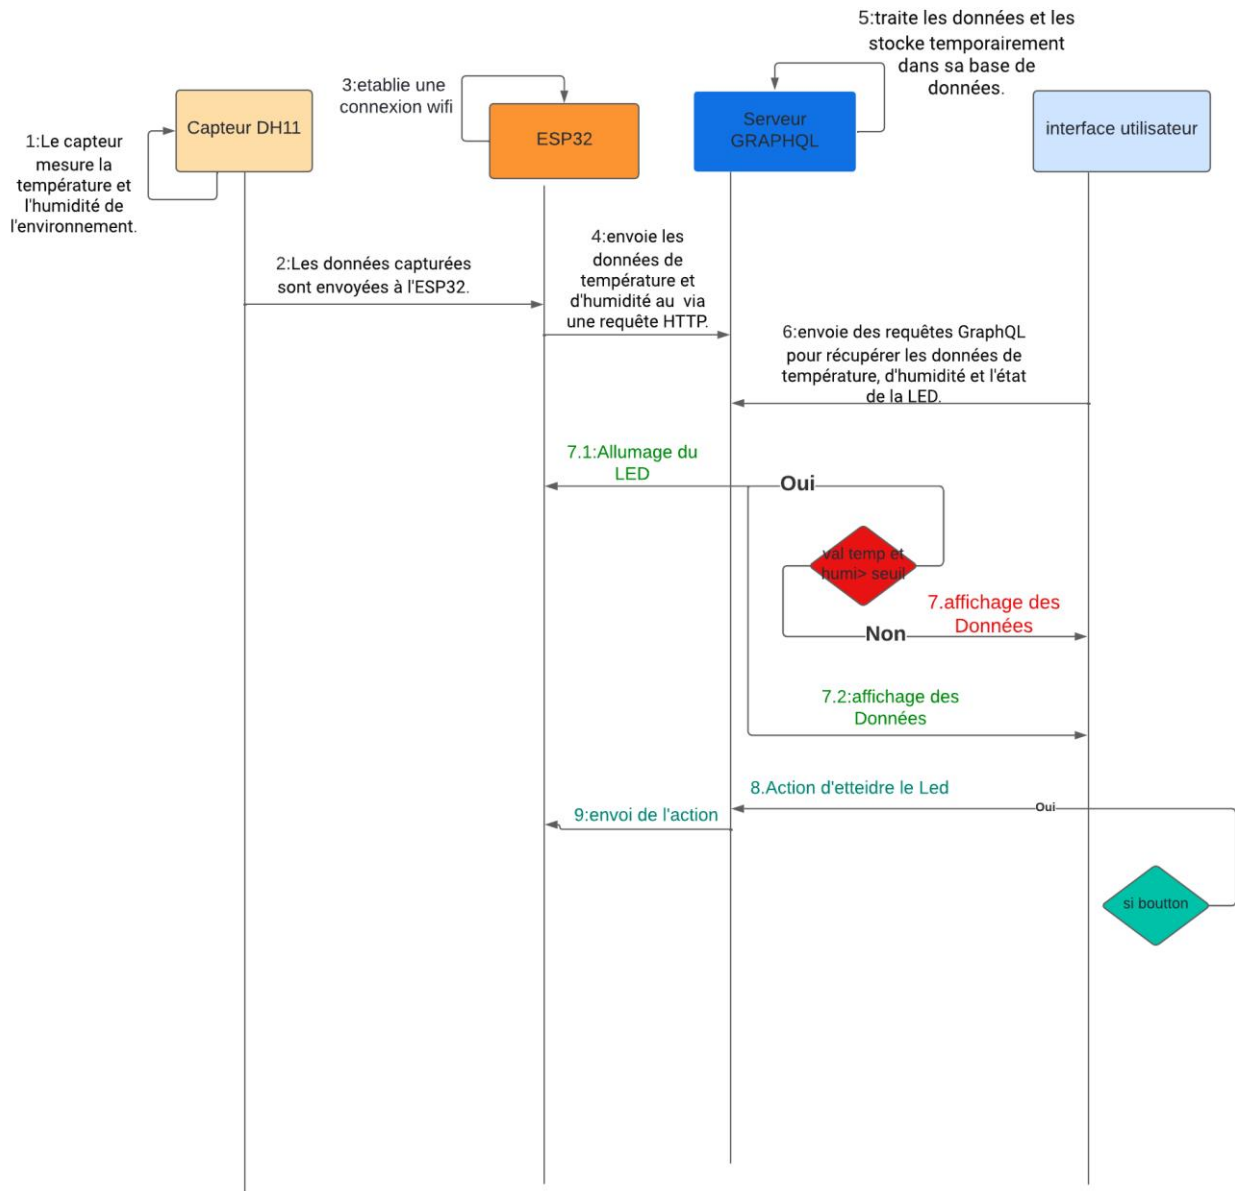 5:traite les données et les
stocke temporairement
dans sa base de
données.
3:etablie une
connexion wifi
Capteur DH11
ESP32
Serveur
GRAPHQL
interface utilisateur
1:Le capteur
mesure la
température et
l'humidité de
l'environnement.
2:Les données capturées
sont envoyées à l'ESP32.
4:envoie les
données de
température et
d'humidité au  via
une requête HTTP.
6:envoie des requêtes GraphQL
pour récupérer les données de
température, d'humidité et l'état
de la LED.
7.1:Allumage du
LED
Oui
val temp et
humi> seuil
Non
7.affichage des
Données
7.2:affichage des
Données
8.Action d'etteidre le Led
Oui
9:envoi de l'action
si boutton